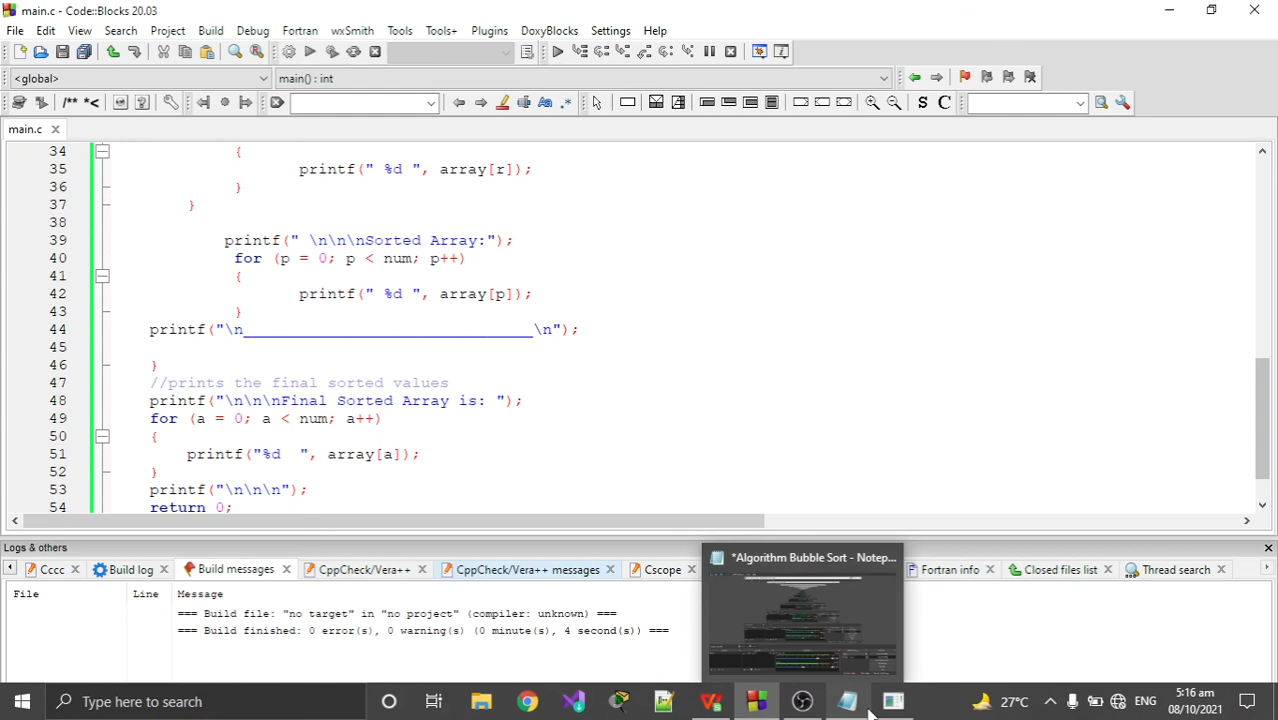 main.c - Code::Blocks 20.03
File Edit View Search Project Build Debug Fortran wxSmith Tools Tools+ Plugins DoxyBlocks Settings Help
<global> main() : int
/** *< Aa .* S C
main.c
34 {
35 printf(" %d ", array[r]);
36 }
37 }
38
39 printf(" \n\n\nSorted Array:");
40 for (p = 0; p < num; p++)
41 {
42 printf(" %d ", array[p]);
43 }
44 printf("\n_______________________________\n");
45
46 }
47 //prints the final sorted values
48 printf("\n\n\nFinal Sorted Array is: ");
49 for (a = 0; a < num; a++)
50 {
51 printf("%d  ", array[a]);
52 }
53 printf("\n\n\n");
54 return 0;
Logs & others
Cccc Build log Build messages CppCheck/Vera++ CppCheck/Vera++ messages Cscope Fortran info Closed files list Thread search
*Algorithm Bubble Sort - Notep...
File Line Message
=== Build file: "no target" in "no project" (compiler: unknown) ===
=== Build finished: 0 error(s), 0 warning(s) (0 minute(s), 4 second(s)) ===
Type here to search
27°C ENG 5:16 am
08/10/2021